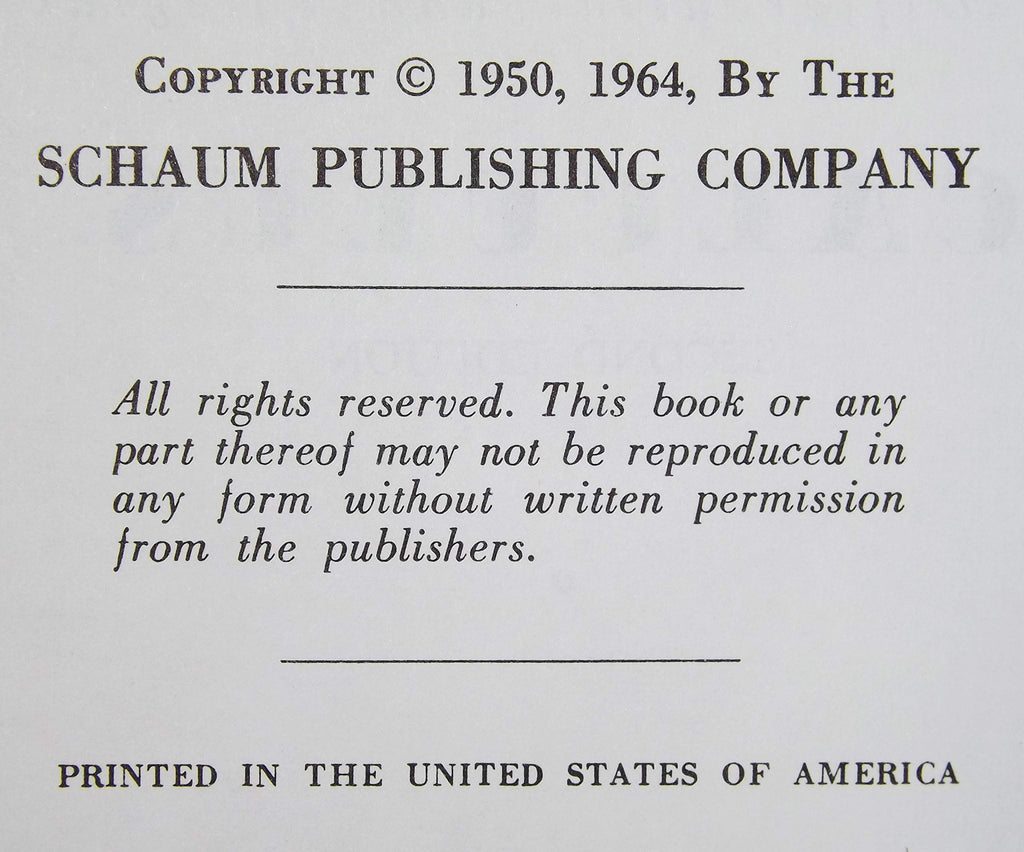 Copyright © 1950, 1964, By The
SCHAUM PUBLISHING COMPANY
All rights reserved. This book or any
part thereof may not be reproduced in
any form without written permission
from the publishers.
PRINTED IN THE UNITED STATES OF AMERICA